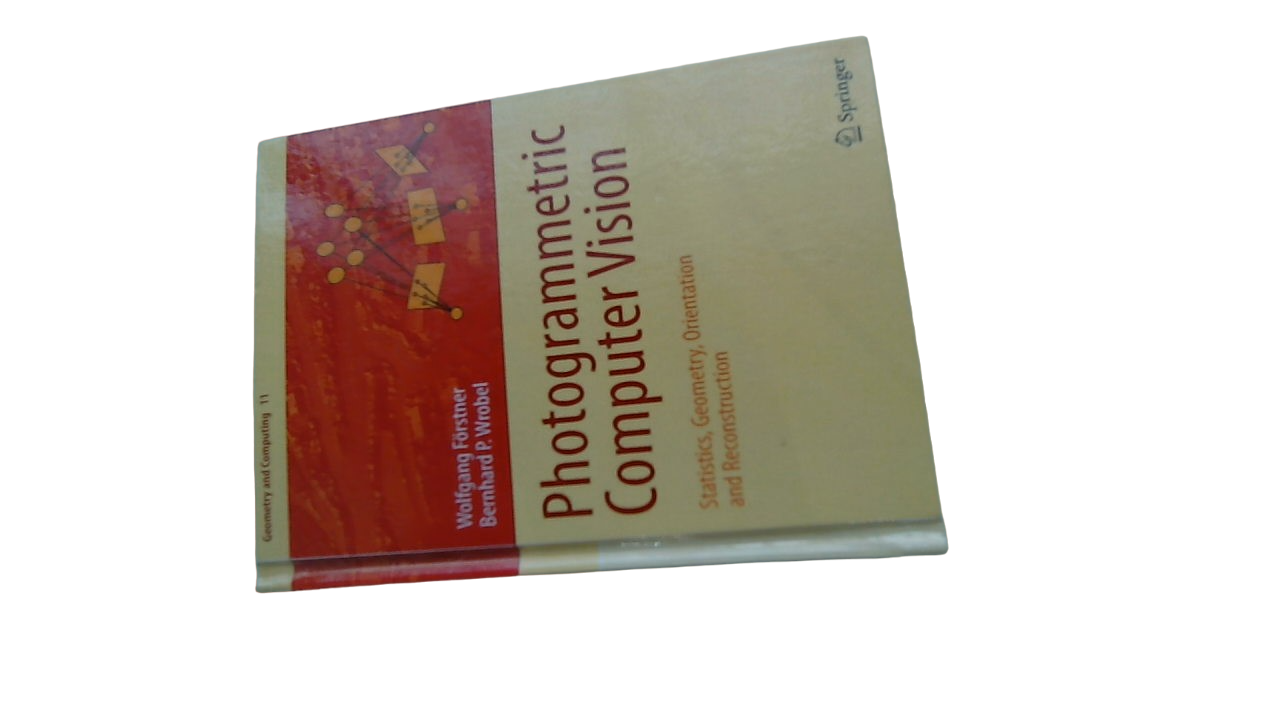 Geometry and Computing 11
Wolfgang Förstner
Bernhard P. Wrobel
Photogrammetric
Computer Vision
Statistics, Geometry, Orientation
and Reconstruction
Springer